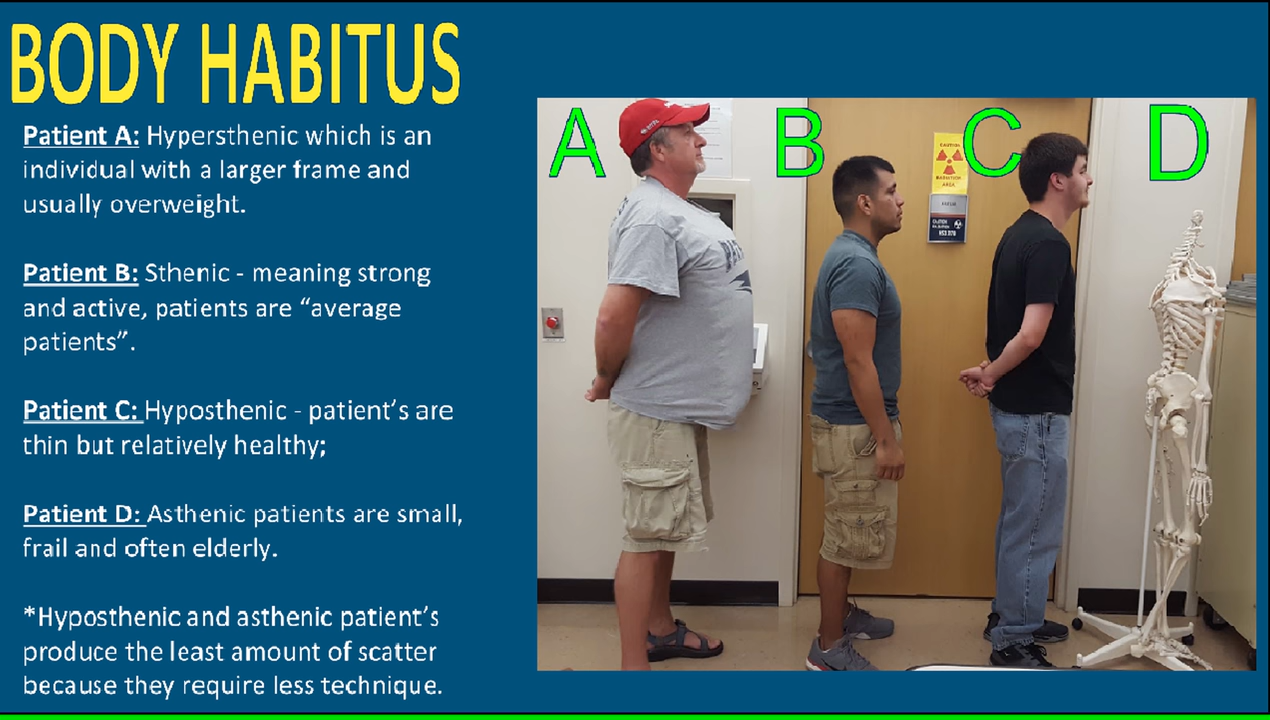 BODY HABITUS
Patient A: Hypersthenic which is an
individual with a larger frame and
usually overweight.
Patient B: Sthenic - meaning strong
and active, patients are “average
patients”.
Patient C: Hyposthenic - patient’s are
thin but relatively healthy;
Patient D: Asthenic patients are small,
frail and often elderly.
*Hyposthenic and asthenic patient’s
produce the least amount of scatter
because they require less technique.
A B C D
CAUTION
RADIATION
AREA